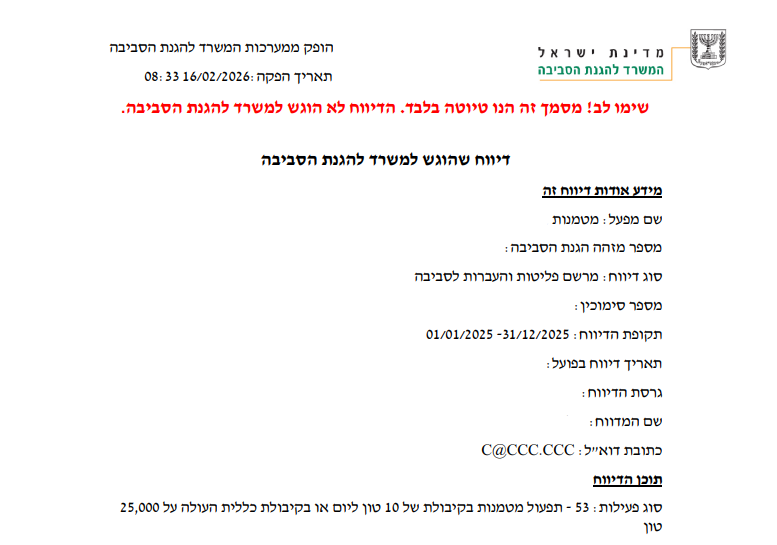 מדינת ישראל
המשרד להגנת הסביבה
הופק ממערכות המשרד להגנת הסביבה
תאריך הפקה :16/02/2026 08: 33
שימו לב! מסמך זה הנו טיוטה בלבד. הדיווח לא הוגש למשרד להגנת הסביבה.
דיווח שהוגש למשרד להגנת הסביבה
מידע אודות דיווח זה
שם מפעל : מטמנות
מספר מזהה הגנת הסביבה :
סוג דיווח : מרשם פליטות והעברות לסביבה
מספר סימוכין :
תקופת הדיווח : 31/12/2025- 01/01/2025
תאריך דיווח בפועל :
גרסת הדיווח :
שם המדווח :
כתובת דוא״ל : C@CCC.CCC
תוכן הדיווח
סוג פעילות : 53 - תפעול מטמנות בקיבולת של 10 טון ליום או בקיבולת כללית העולה על 25,000
טון